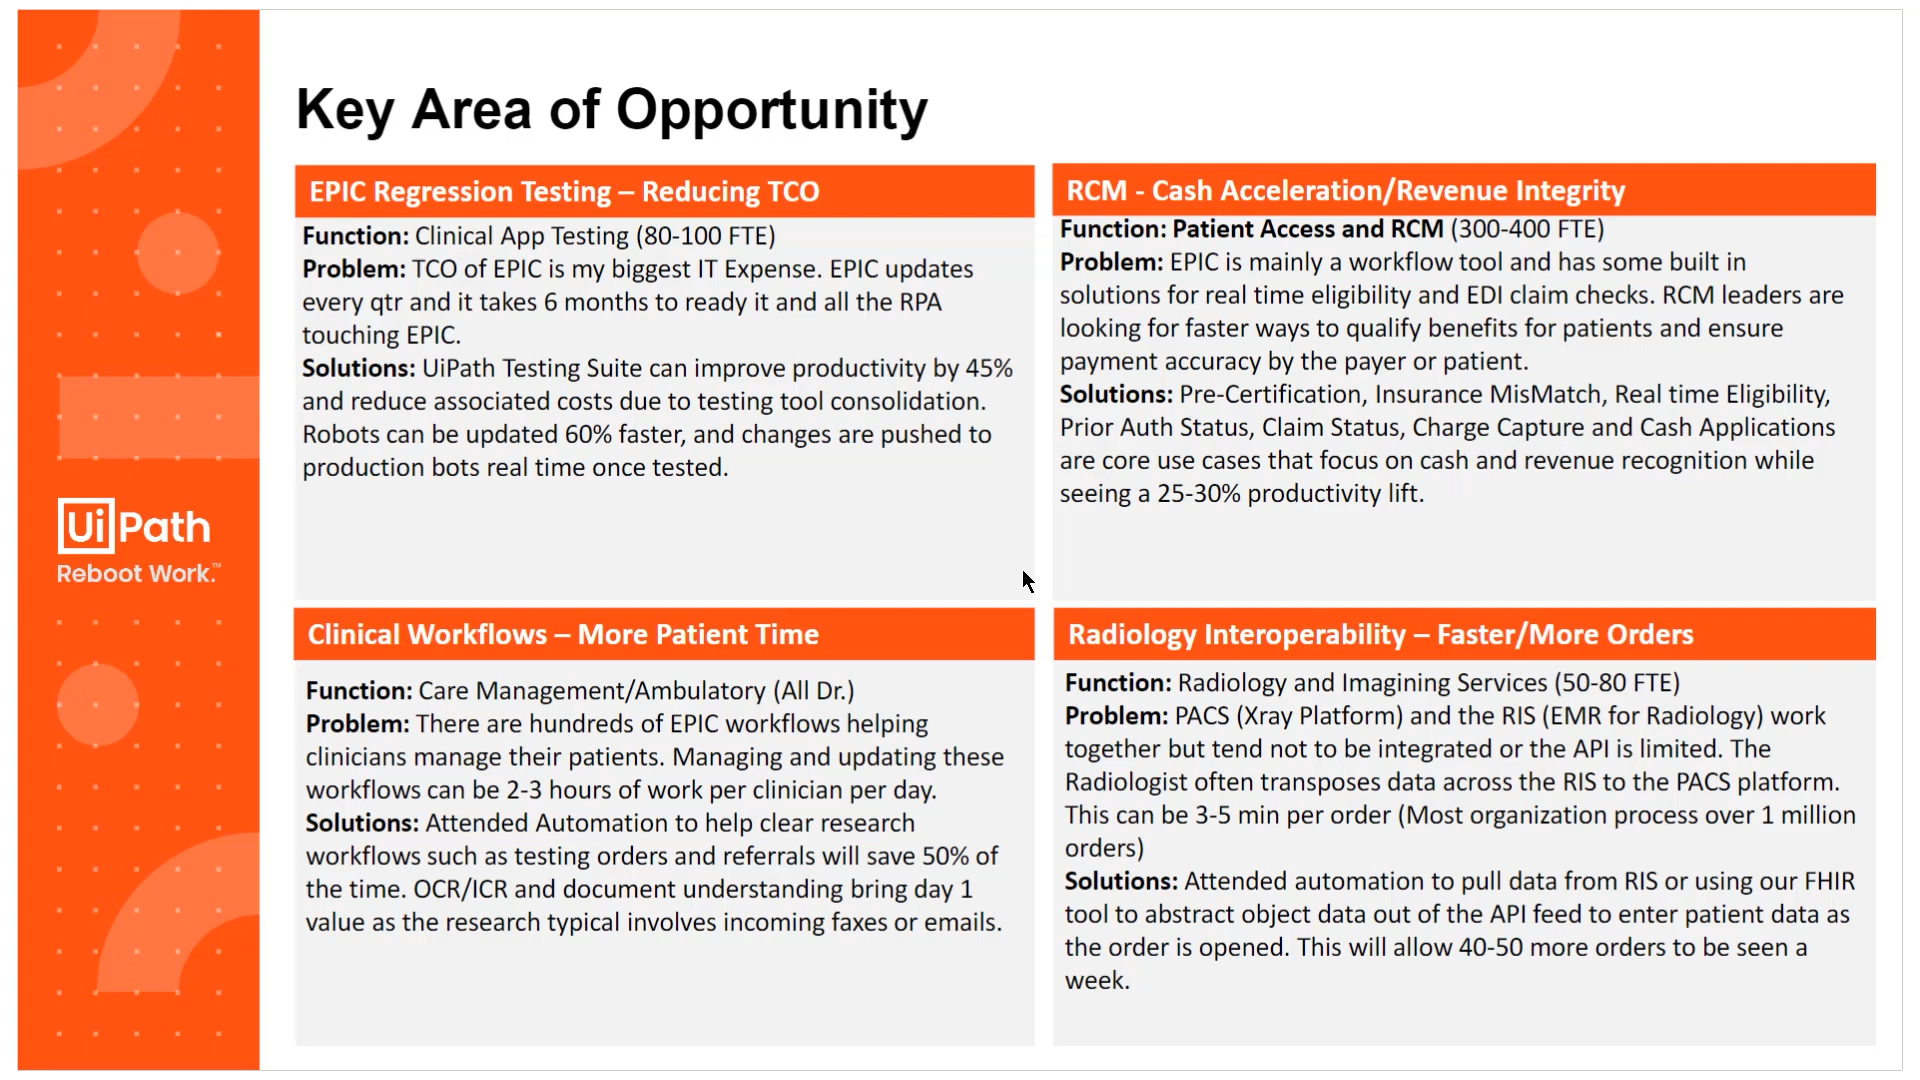 Key Area of Opportunity
EPIC Regression Testing – Reducing TCO
Function: Clinical App Testing (80-100 FTE)
Problem: TCO of EPIC is my biggest IT Expense. EPIC updates
every qtr and it takes 6 months to ready it and all the RPA
touching EPIC.
Solutions: UiPath Testing Suite can improve productivity by 45%
and reduce associated costs due to testing tool consolidation.
Robots can be updated 60% faster, and changes are pushed to
production bots real time once tested.
RCM - Cash Acceleration/Revenue Integrity
Function: Patient Access and RCM (300-400 FTE)
Problem: EPIC is mainly a workflow tool and has some built in
solutions for real time eligibility and EDI claim checks. RCM leaders are
looking for faster ways to qualify benefits for patients and ensure
payment accuracy by the payer or patient.
Solutions: Pre-Certification, Insurance MisMatch, Real time Eligibility,
Prior Auth Status, Claim Status, Charge Capture and Cash Applications
are core use cases that focus on cash and revenue recognition while
seeing a 25-30% productivity lift.
UiPath
Reboot Work.™
Clinical Workflows – More Patient Time
Function: Care Management/Ambulatory (All Dr.)
Problem: There are hundreds of EPIC workflows helping
clinicians manage their patients. Managing and updating these
workflows can be 2-3 hours of work per clinician per day.
Solutions: Attended Automation to help clear research
workflows such as testing orders and referrals will save 50% of
the time. OCR/ICR and document understanding bring day 1
value as the research typical involves incoming faxes or emails.
Radiology Interoperability – Faster/More Orders
Function: Radiology and Imagining Services (50-80 FTE)
Problem: PACS (Xray Platform) and the RIS (EMR for Radiology) work
together but tend not to be integrated or the API is limited. The
Radiologist often transposes data across the RIS to the PACS platform.
This can be 3-5 min per order (Most organization process over 1 million
orders)
Solutions: Attended automation to pull data from RIS or using our FHIR
tool to abstract object data out of the API feed to enter patient data as
the order is opened. This will allow 40-50 more orders to be seen a
week.